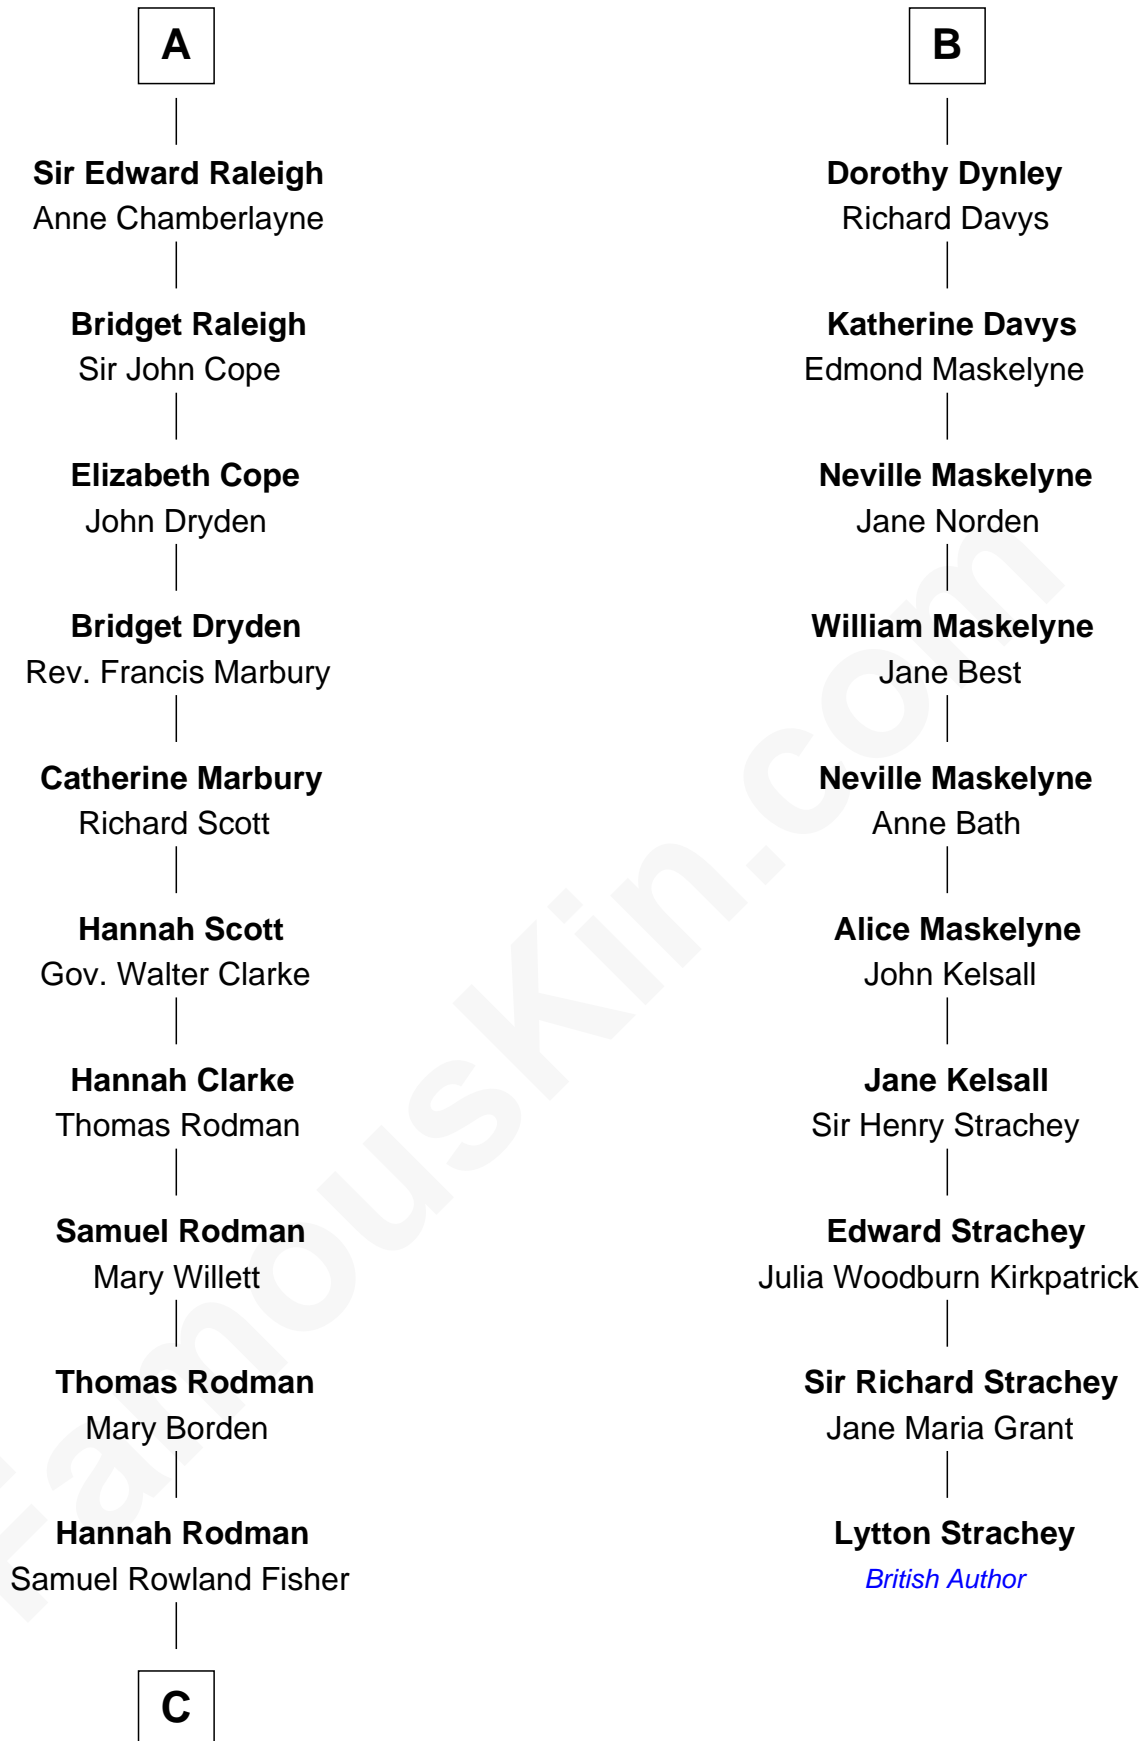 A
Sir Edward Raleigh
Anne Chamberlayne
Bridget Raleigh
Sir John Cope
Elizabeth Cope
John Dryden
Bridget Dryden
Rev. Francis Marbury
Catherine Marbury
Richard Scott
Hannah Scott
Gov. Walter Clarke
Hannah Clarke
Thomas Rodman
Samuel Rodman
Mary Willett
Thomas Rodman
Mary Borden
Hannah Rodman
Samuel Rowland Fisher
C
B
Dorothy Dynley
Richard Davys
Katherine Davys
Edmond Maskelyne
Neville Maskelyne
Jane Norden
William Maskelyne
Jane Best
Neville Maskelyne
Anne Bath
Alice Maskelyne
John Kelsall
Jane Kelsall
Sir Henry Strachey
Edward Strachey
Julia Woodburn Kirkpatrick
Sir Richard Strachey
Jane Maria Grant
Lytton Strachey
British Author
FamousKin.com